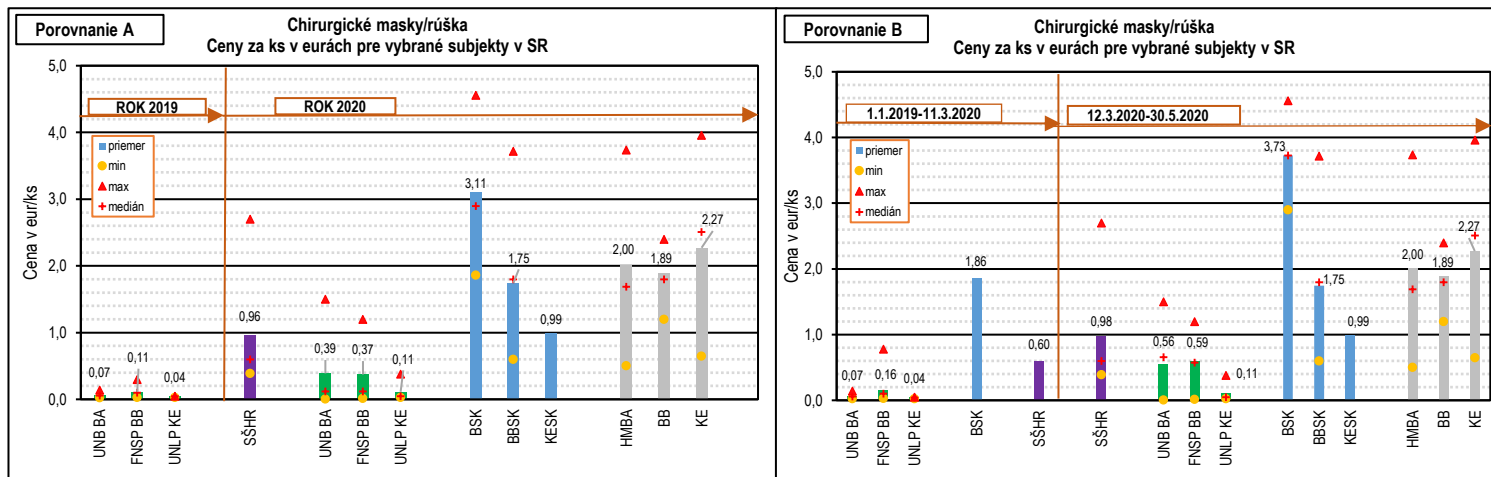 Porovnanie A
Chirurgické masky/rúška
Ceny za ks v eurách pre vybrané subjekty v SR
Cena v eur/ks
5,0
4,0
3,0
2,0
1,0
0,0
ROK 2019
ROK 2020
priemer
min
max
medián
0,07
0,11
0,04
0,96
0,39
0,37
0,11
3,11
1,75
0,99
2,00
1,89
2,27
UNB BA
FNSP BB
UNLP KE
SŠHR
UNB BA
FNSP BB
UNLP KE
BSK
BBSK
KESK
HMBA
BB
KE
Porovnanie B
Chirurgické masky/rúška
Ceny za ks v eurách pre vybrané subjekty v SR
Cena v eur/ks
5,0
4,0
3,0
2,0
1,0
0,0
1.1.2019-11.3.2020
12.3.2020-30.5.2020
priemer
min
max
medián
0,07
0,16
0,04
1,86
0,60
0,98
0,56
0,59
0,11
3,73
1,75
0,99
2,00
1,89
2,27
UNB BA
FNSP BB
UNLP KE
BSK
SŠHR
SŠHR
UNB BA
FNSP BB
UNLP KE
BSK
BBSK
KESK
HMBA
BB
KE